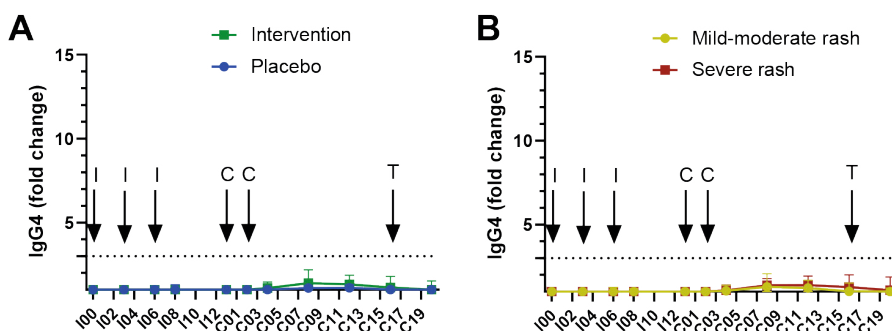 A
Intervention
Placebo
IgG4 (fold change)
15
10
5
I I I C C T
I00 I02 I04 I06 I08 I10 I12 C01 C03 C05 C07 C09 C11 C13 C15 C17 C19
B
Mild-moderate rash
Severe rash
IgG4 (fold change)
15
10
5
I I I C C T
I00 I02 I04 I06 I08 I10 I12 C01 C03 C05 C07 C09 C11 C13 C15 C17 C19